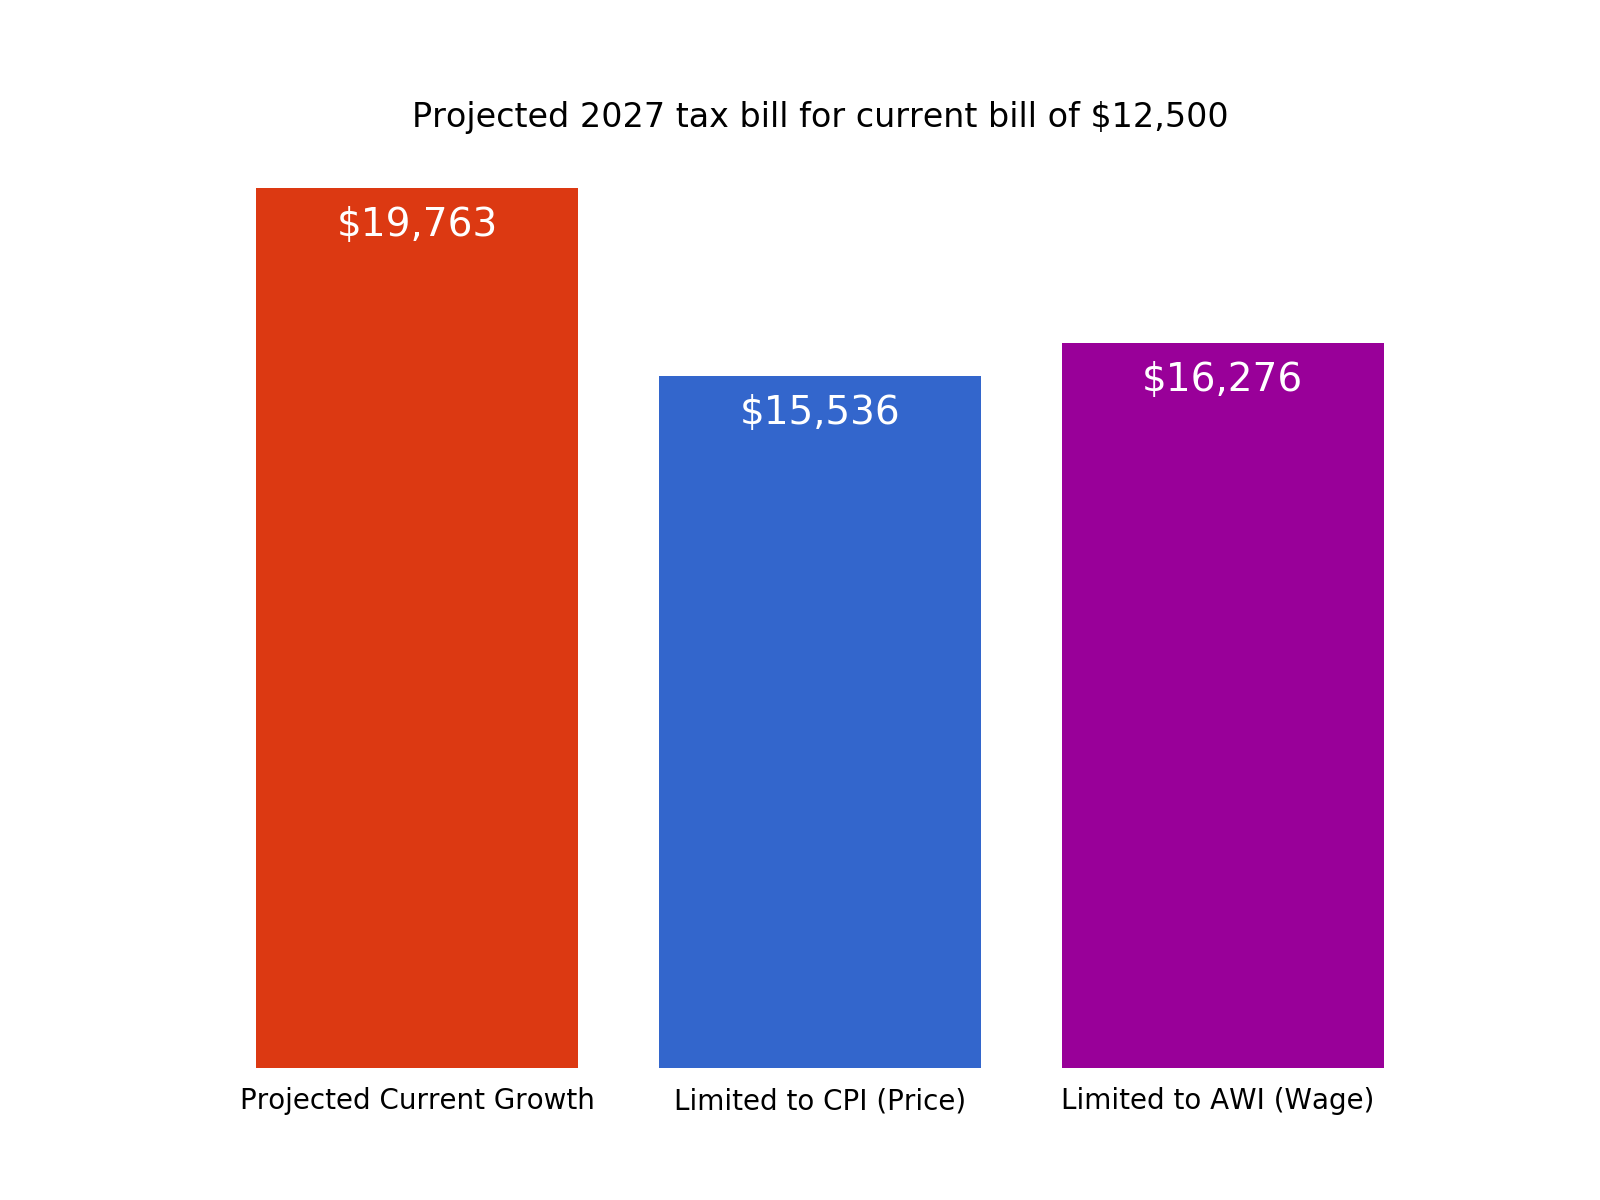 Projected 2027 tax bill for current bill of $12,500
$19,763
$15,536
$16,276
Projected Current Growth
Limited to CPI (Price)
Limited to AWI (Wage)